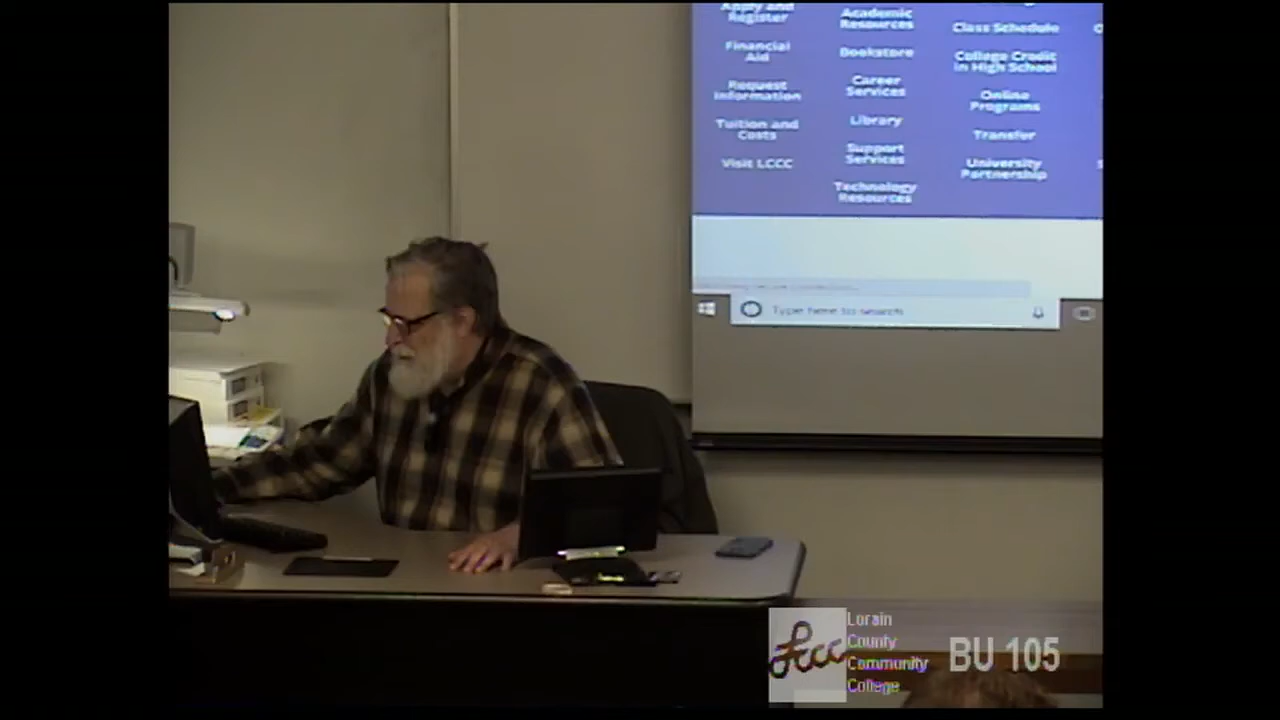 Apply and
Register
Financial
Aid
Request
Information
Tuition and
Costs
Visit LCCC
Academic
Resources
Bookstore
Career
Services
Library
Support
Services
Technology
Resources
Class Schedule
College Credit
in High School
Online
Programs
Transfer
University
Partnership
Type here to search
lccc
Lorain
County
Community
College
BU 105